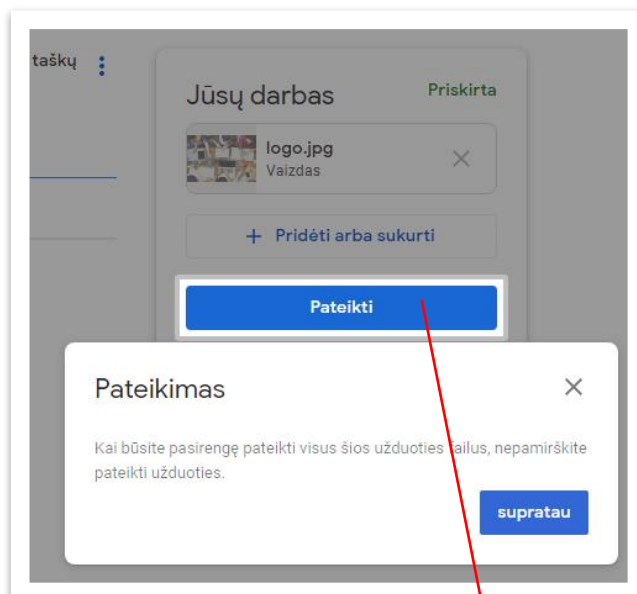 taškų
Jūsų darbas
Priskirta
logo.jpg
Vaizdas
+ Pridėti arba sukurti
Pateikti
Pateikimas
Kai būsite pasirengę pateikti visus šios užduoties failus, nepamirškite
pateikti užduoties.
supratau